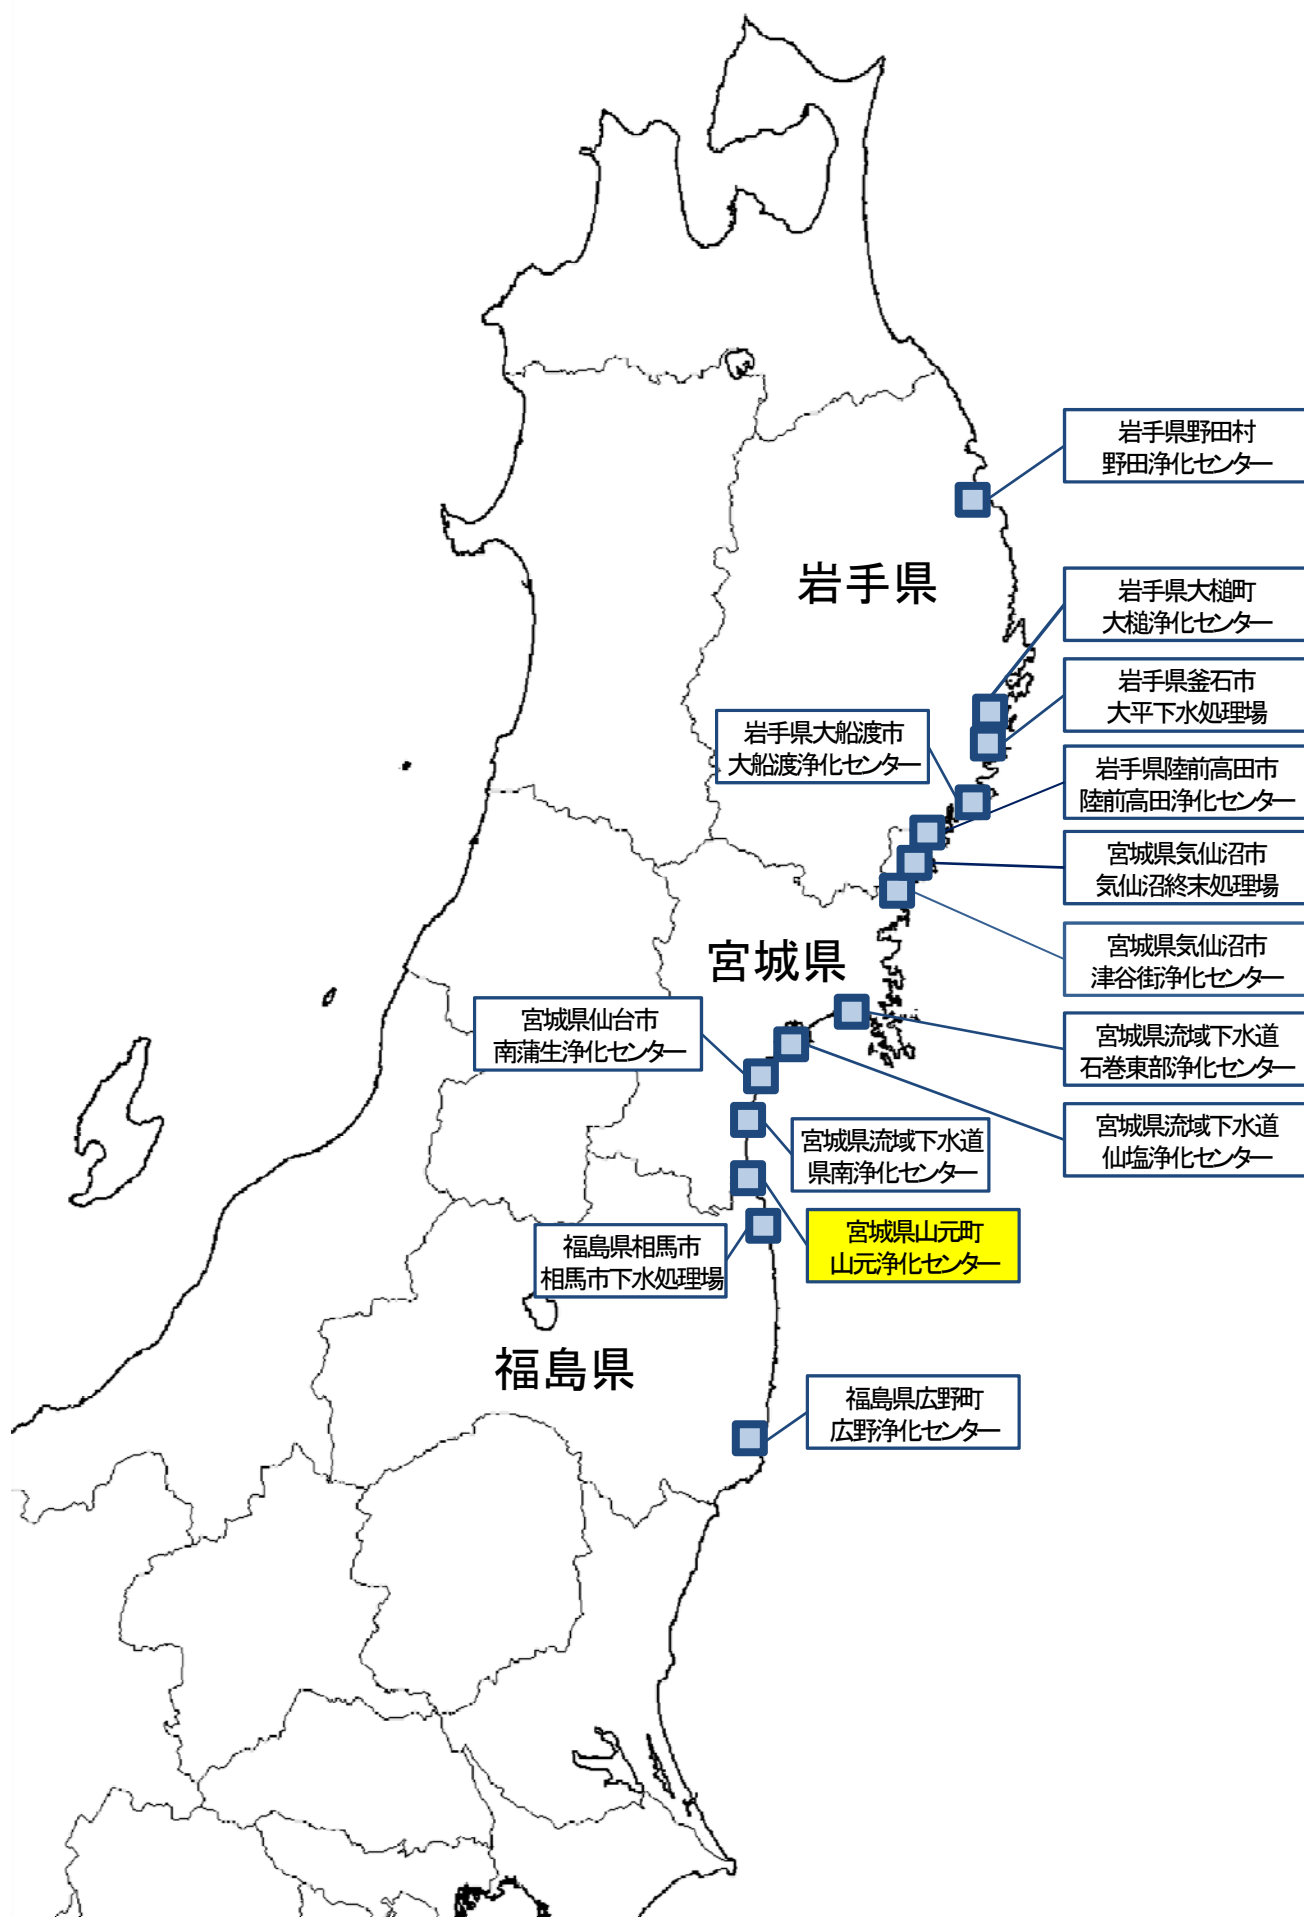 岩手県野田村
野田浄化センター
岩手県
岩手県大槌町
大槌浄化センター
岩手県釜石市
大平下水処理場
岩手県大船渡市
大船渡浄化センター
岩手県陸前高田市
陸前高田浄化センター
宮城県気仙沼市
気仙沼終末処理場
宮城県
宮城県気仙沼市
津谷街浄化センター
宮城県仙台市
南蒲生浄化センター
宮城県流域下水道
石巻東部浄化センター
宮城県流域下水道
仙塩浄化センター
宮城県流域下水道
県南浄化センター
宮城県山元町
山元浄化センター
福島県相馬市
相馬市下水処理場
福島県
福島県広野町
広野浄化センター